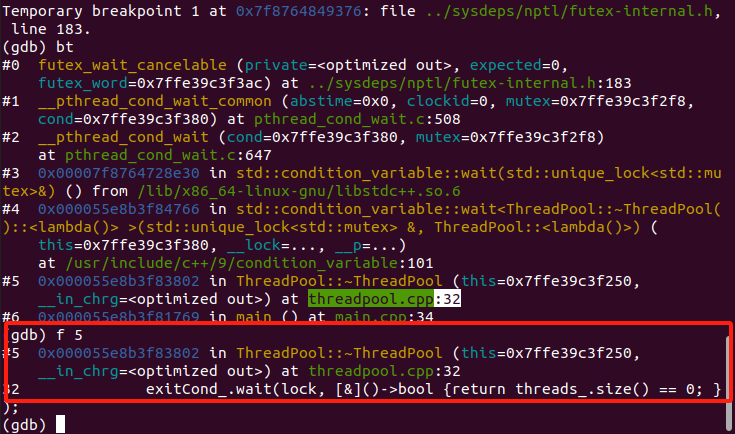 Temporary breakpoint 1 at 0x7f8764849376: file ../sysdeps/nptl/futex-internal.h,
 line 183.
(gdb) bt
#0  futex_wait_cancelable (private=<optimized out>, expected=0,
    futex_word=0x7ffe39c3f3ac) at ../sysdeps/nptl/futex-internal.h:183
#1  __pthread_cond_wait_common (abstime=0x0, clockid=0, mutex=0x7ffe39c3f2f8,
    cond=0x7ffe39c3f380) at pthread_cond_wait.c:508
#2  __pthread_cond_wait (cond=0x7ffe39c3f380, mutex=0x7ffe39c3f2f8)
    at pthread_cond_wait.c:647
#3  0x00007f8764728e30 in std::condition_variable::wait(std::unique_lock<std::mu
tex>&) () from /lib/x86_64-linux-gnu/libstdc++.so.6
#4  0x000055e8b3f84766 in std::condition_variable::wait<ThreadPool::~ThreadPool(
)::<lambda()> >(std::unique_lock<std::mutex> &, ThreadPool::<lambda()>) (
    this=0x7ffe39c3f380, __lock=..., __p=...)
    at /usr/include/c++/9/condition_variable:101
#5  0x000055e8b3f83802 in ThreadPool::~ThreadPool (this=0x7ffe39c3f250,
    __in_chrg=<optimized out>) at threadpool.cpp:32
#6  0x000055e8b3f81769 in main () at main.cpp:34
(gdb) f 5
#5  0x000055e8b3f83802 in ThreadPool::~ThreadPool (this=0x7ffe39c3f250,
    __in_chrg=<optimized out>) at threadpool.cpp:32
32          exitCond_.wait(lock, [&]()->bool {return threads_.size() == 0; }
);
(gdb)